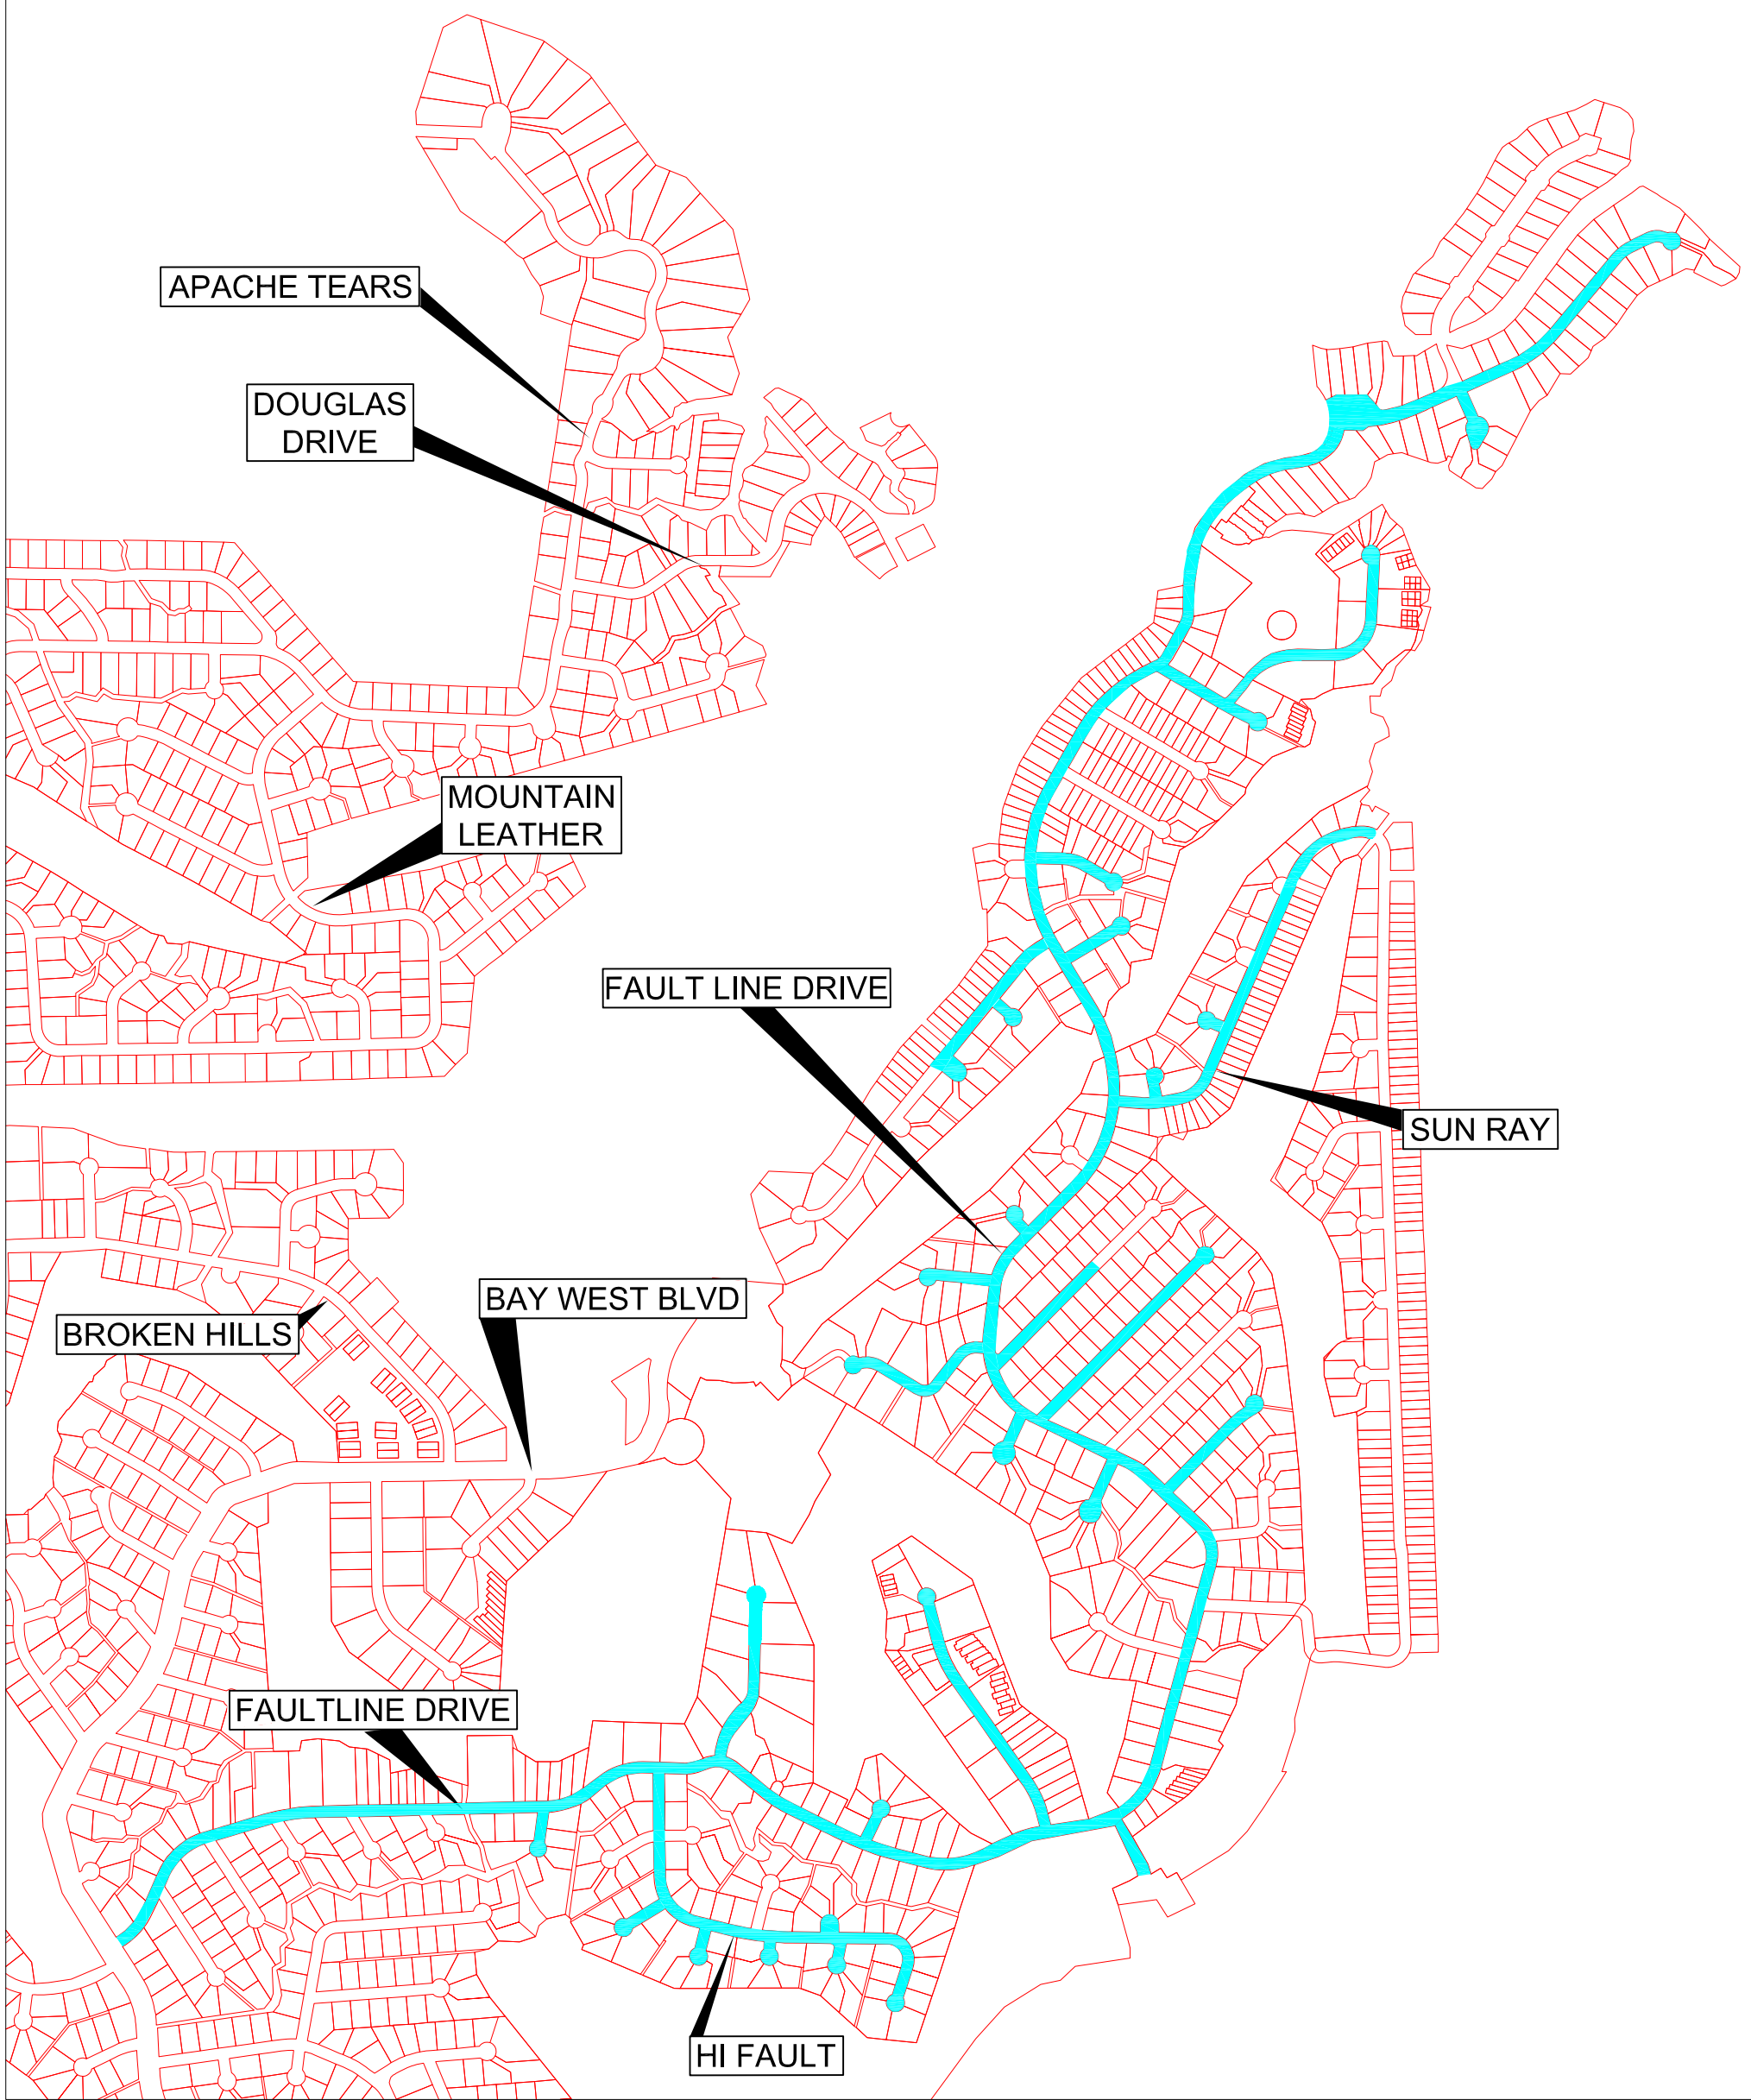 APACHE TEARS
DOUGLAS
DRIVE
MOUNTAIN
LEATHER
FAULT LINE DRIVE
SUN RAY
BAY WEST BLVD
BROKEN HILLS
FAULTLINE DRIVE
HI FAULT